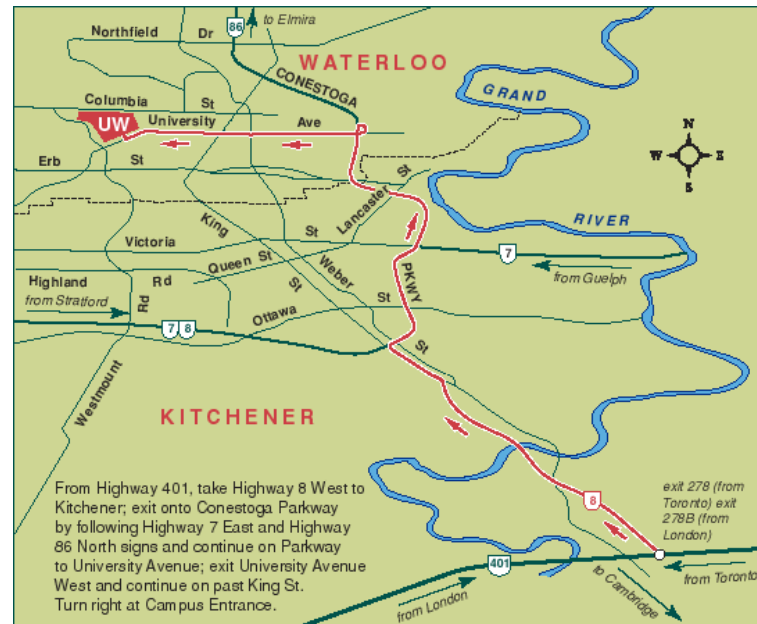 86
to Elmira
Northfield Dr
WATERLOO
CONESTOGA
GRAND
Columbia St
UW
University Ave
N
W E
S
Erb St
Lancaster St
King St
RIVER
Victoria St
Queen St
Weber St
PKWY
7
from Guelph
Highland Rd
from Stratford
Rd
Ottawa St
7 8
Westmount
KITCHENER
From Highway 401, take Highway 8 West to
Kitchener; exit onto Conestoga Parkway
by following Highway 7 East and Highway
86 North signs and continue on Parkway
to University Avenue; exit University Avenue
West and continue on past King St.
Turn right at Campus Entrance.
8
exit 278 (from
Toronto) exit
278B (from
London)
401
from Toronto
from London
to Cambridge